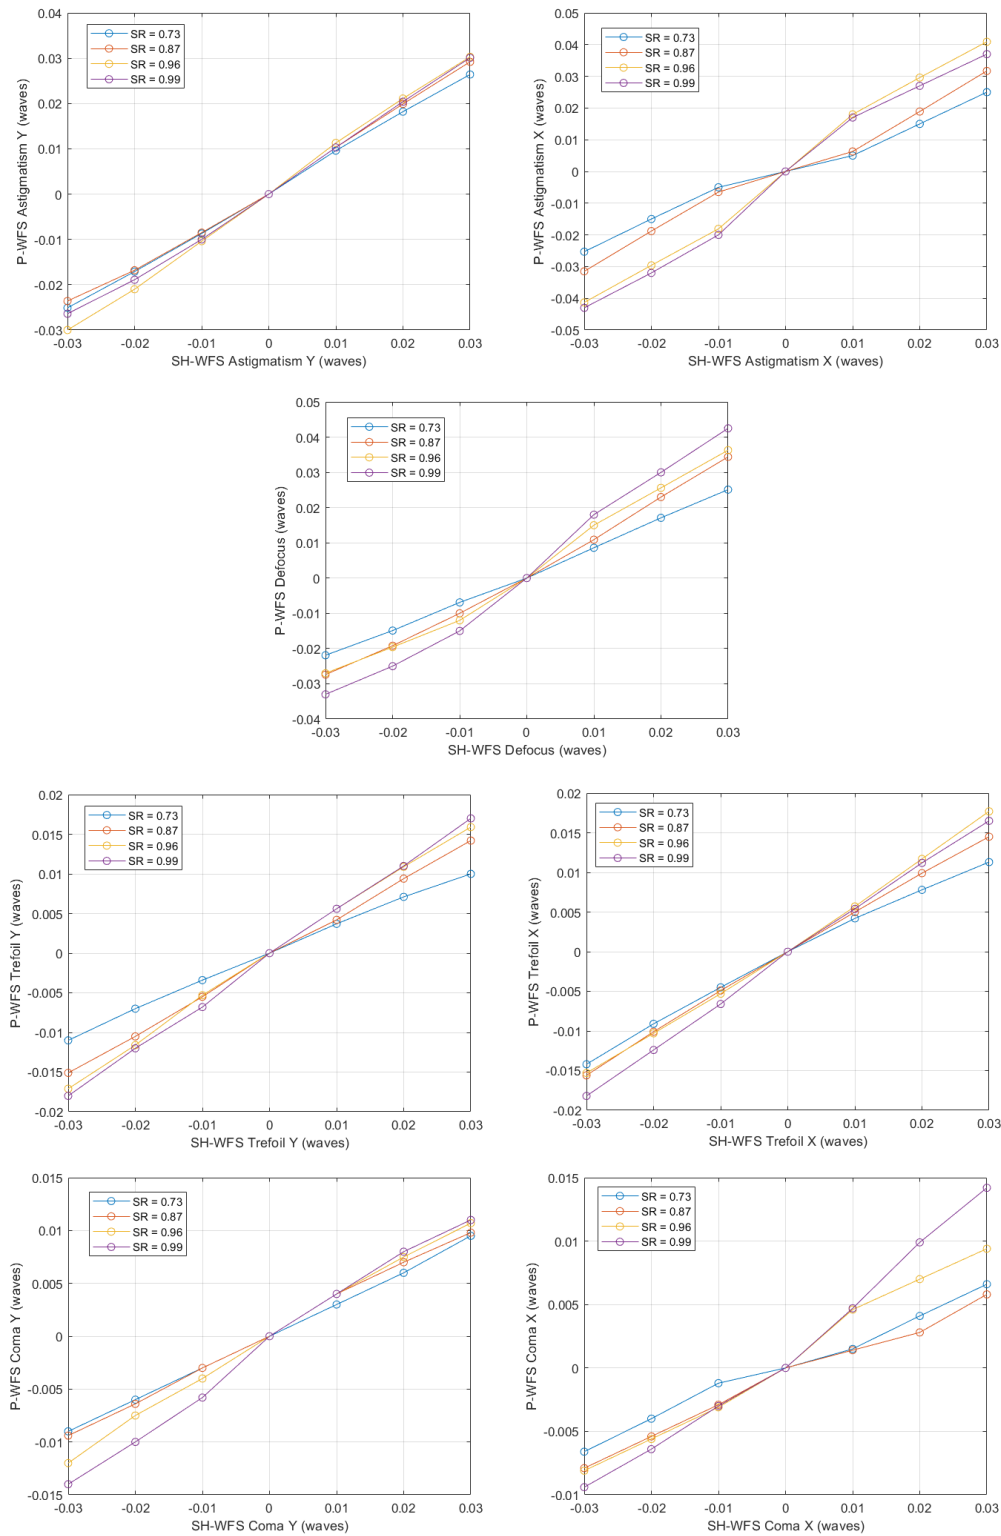 SR = 0.73
SR = 0.87
SR = 0.96
SR = 0.99
0.04
0.03
0.02
0.01
0
-0.01
-0.02
-0.03
P-WFS Astigmatism Y (waves)
-0.03 -0.02 -0.01 0 0.01 0.02 0.03
SH-WFS Astigmatism Y (waves)
SR = 0.73
SR = 0.87
SR = 0.96
SR = 0.99
0.05
0.04
0.03
0.02
0.01
0
-0.01
-0.02
-0.03
-0.04
-0.05
P-WFS Astigmatism X (waves)
-0.03 -0.02 -0.01 0 0.01 0.02 0.03
SH-WFS Astigmatism X (waves)
SR = 0.73
SR = 0.87
SR = 0.96
SR = 0.99
0.05
0.04
0.03
0.02
0.01
0
-0.01
-0.02
-0.03
-0.04
P-WFS Defocus (waves)
-0.03 -0.02 -0.01 0 0.01 0.02 0.03
SH-WFS Defocus (waves)
SR = 0.73
SR = 0.87
SR = 0.96
SR = 0.99
0.02
0.015
0.01
0.005
0
-0.005
-0.01
-0.015
-0.02
P-WFS Trefoil Y (waves)
-0.03 -0.02 -0.01 0 0.01 0.02 0.03
SH-WFS Trefoil Y (waves)
SR = 0.73
SR = 0.87
SR = 0.96
SR = 0.99
0.02
0.015
0.01
0.005
0
-0.005
-0.01
-0.015
-0.02
P-WFS Trefoil X (waves)
-0.03 -0.02 -0.01 0 0.01 0.02 0.03
SH-WFS Trefoil X (waves)
SR = 0.73
SR = 0.87
SR = 0.96
SR = 0.99
0.015
0.01
0.005
0
-0.005
-0.01
-0.015
P-WFS Coma Y (waves)
-0.03 -0.02 -0.01 0 0.01 0.02 0.03
SH-WFS Coma Y (waves)
SR = 0.73
SR = 0.87
SR = 0.96
SR = 0.99
0.015
0.01
0.005
0
-0.005
-0.01
P-WFS Coma X (waves)
-0.03 -0.02 -0.01 0 0.01 0.02 0.03
SH-WFS Coma X (waves)